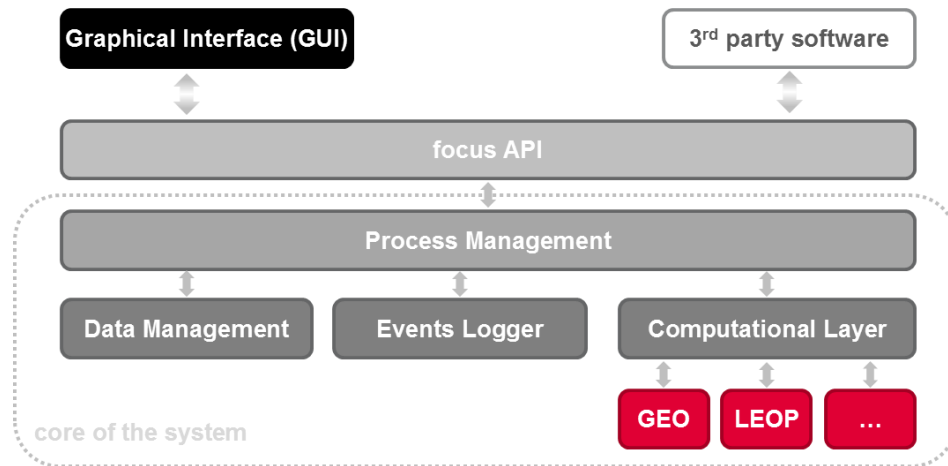 Graphical Interface (GUI)
3rd party software
focus API
Process Management
Data Management
Events Logger
Computational Layer
GEO
LEOP
...
core of the system